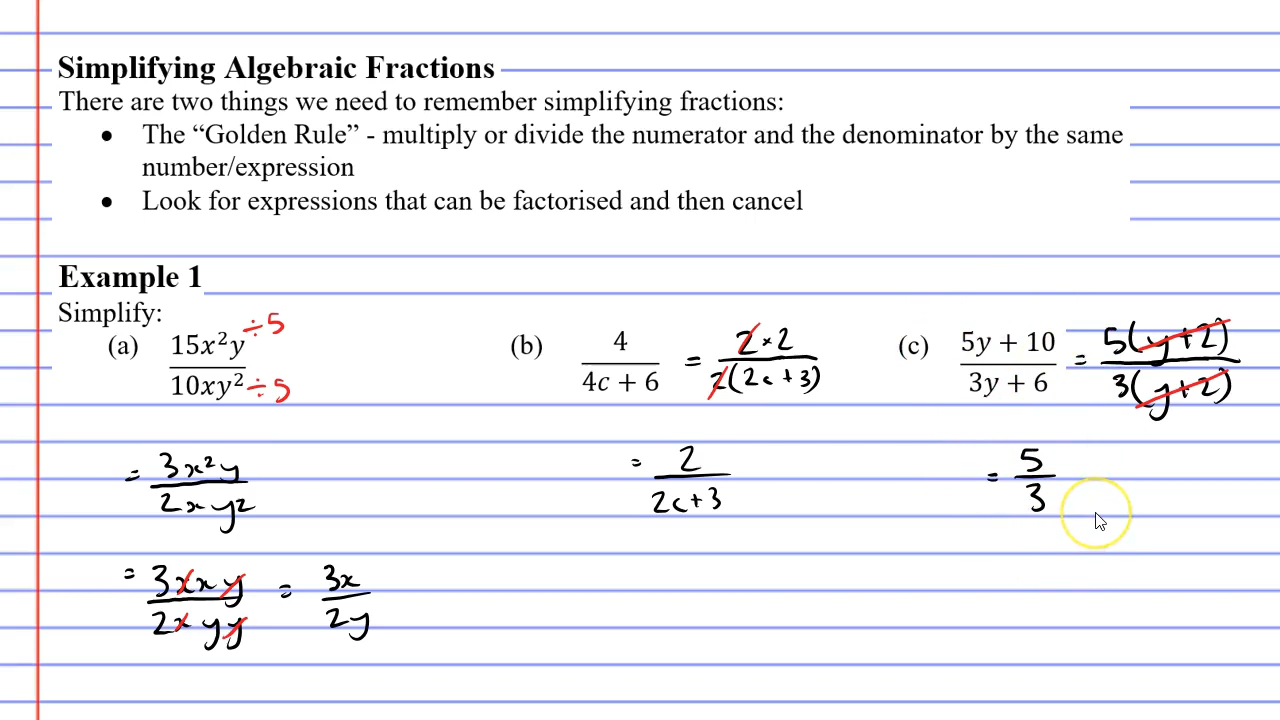 Simplifying Algebraic Fractions
There are two things we need to remember simplifying fractions:
• The “Golden Rule” - multiply or divide the numerator and the denominator by the same
number/expression
• Look for expressions that can be factorised and then cancel
Example 1
Simplify:
(a) 15x²y ÷5
10xy² ÷5
= 3x²y
2xy²
= 3xxy = 3x
2xyy 2y
(b) 4 = 2×2
4c + 6 2(2c+3)
= 2
2c+3
(c) 5y + 10 = 5(y+2)
3y + 6 3(y+2)
= 5
3